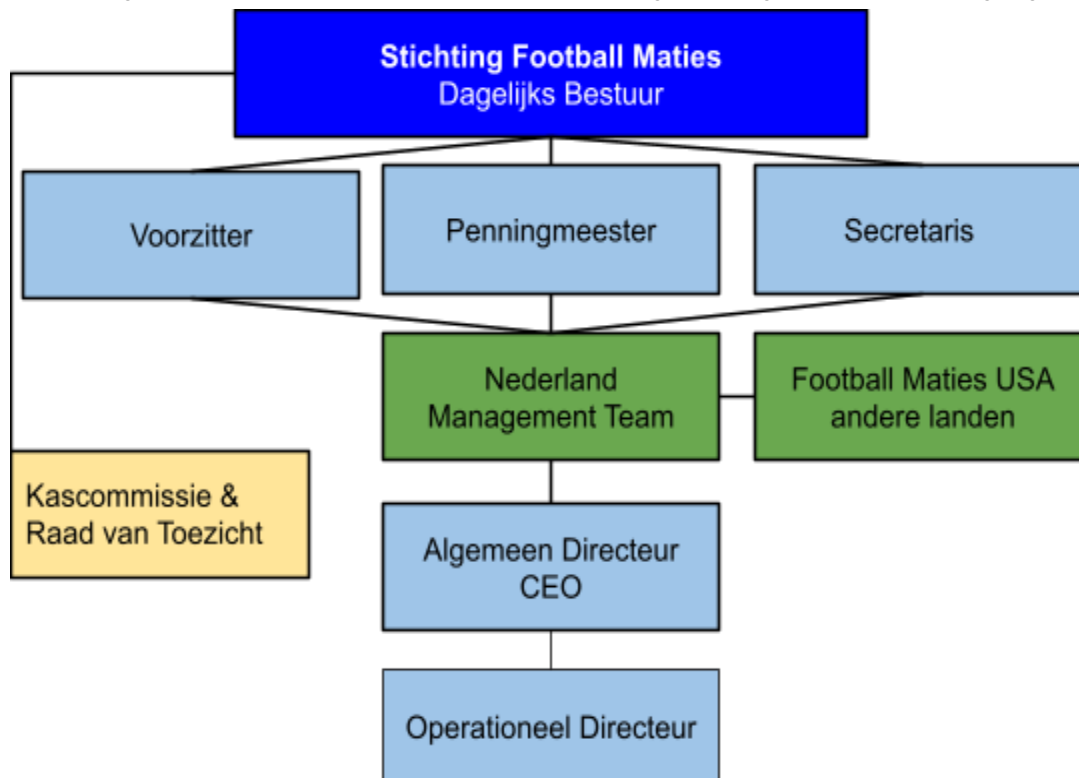 Stichting Football Maties
Dagelijks Bestuur
Voorzitter
Penningmeester
Secretaris
Nederland
Management Team
Football Maties USA
andere landen
Kascommissie &
Raad van Toezicht
Algemeen Directeur
CEO
Operationeel Directeur